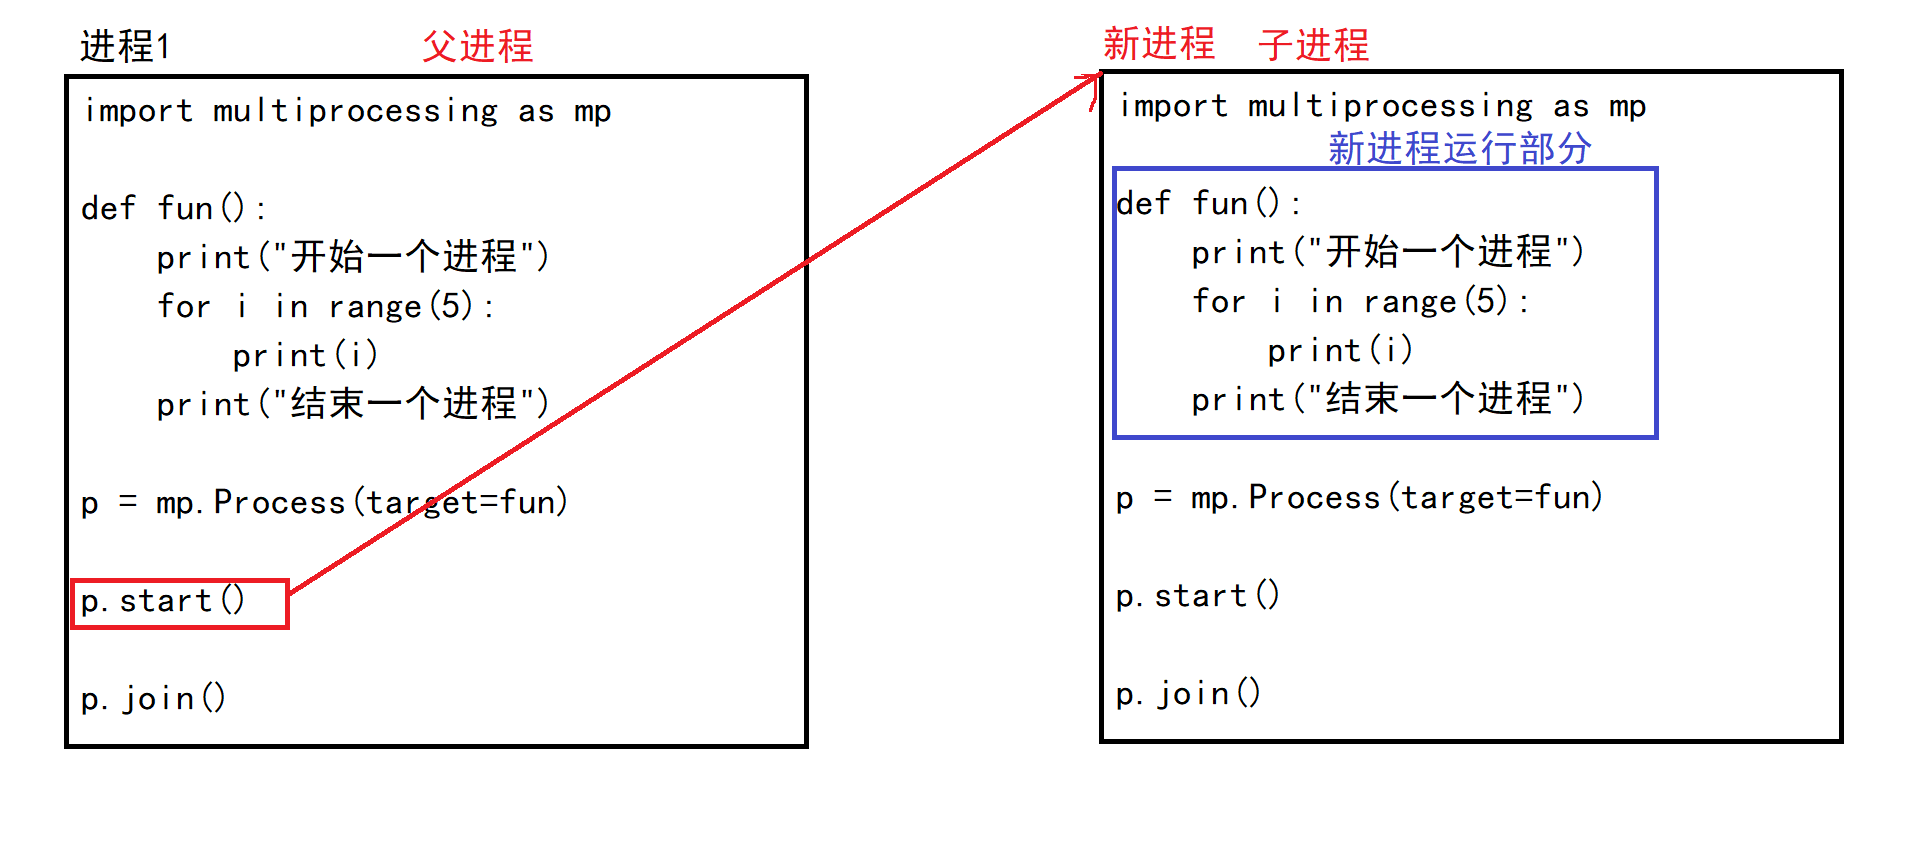 进程1 父进程
import multiprocessing as mp
def fun():
    print("开始一个进程")
    for i in range(5):
        print(i)
    print("结束一个进程")
p = mp.Process(target=fun)
p.start()
p.join()
新进程 子进程
import multiprocessing as mp
新进程运行部分
def fun():
    print("开始一个进程")
    for i in range(5):
        print(i)
    print("结束一个进程")
p = mp.Process(target=fun)
p.start()
p.join()